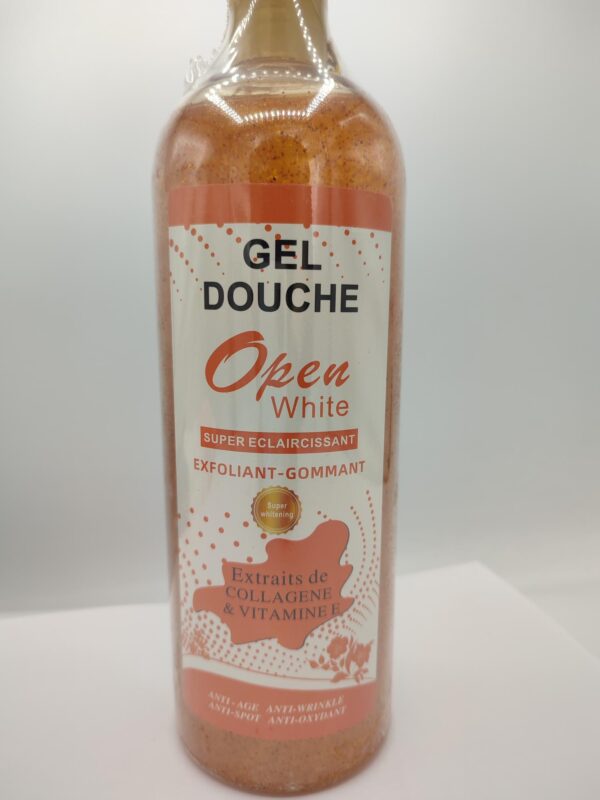 GEL
DOUCHE
Open
White
SUPER ECLAIRCISSANT
EXFOLIANT-GOMMANT
Super
whitening
Extraits de
COLLAGENE
& VITAMINE E
ANTI-AGE ANTI-WRINKLE
ANTI-SPOT ANTI-OXYDANT